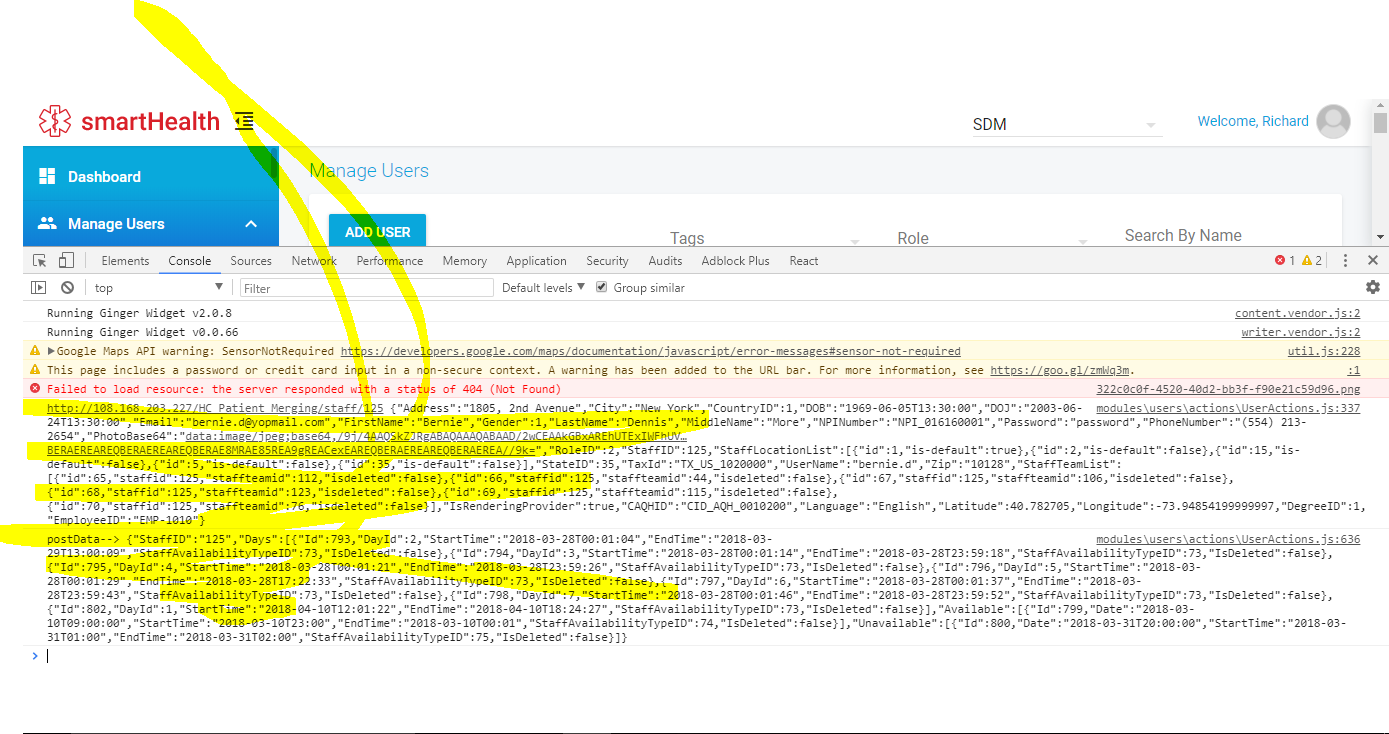 smartHealth
SDM
Welcome, Richard
Dashboard
Manage Users
Manage Users
ADD USER
Tags
Role
Search By Name
Elements Console Sources Network Performance Memory Application Security Audits Adblock Plus React 1 2
top Filter Default levels Group similar
Running Ginger Widget v2.0.8 content.vendor.js:2
Running Ginger Widget v0.0.66 writer.vendor.js:2
Google Maps API warning: SensorNotRequired https://developers.google.com/maps/documentation/javascript/error-messages#sensor-not-required util.js:228
This page includes a password or credit card input in a non-secure context. A warning has been added to the URL bar. For more information, see https://goo.gl/zmWq3m. :1
Failed to load resource: the server responded with a status of 404 (Not Found) 322c0c0f-4520-40d2-bb3f-f90e21c59d96.png
http://108.168.203.227/HC_Patient_Merging/staff/125 {"Address":"1805, 2nd Avenue","City":"New York","CountryID":1,"DOB":"1969-06-05T13:30:00","DOJ":"2003-06- modules\users\actions\UserActions.js:337
24T13:30:00","Email":"bernie.d@yopmail.com","FirstName":"Bernie","Gender":1,"LastName":"Dennis","MiddleName":"More","NPINumber":"NPI_016160001","Password":"password","PhoneNumber":"(554) 213-
2654","PhotoBase64":"data:image/jpeg;base64,/9j/4AAQSkZJRgABAQAAAQABAAD/2wCEAAkGBxAREhUTExIWFhUV…
BERAEREAREQBERAEREAREQBERAE8MRAE85REA9gREACexEAREQBERAEREAREQBERAEREA//9k=","RoleID":2,"StaffID":125,"StaffLocationList":[{"id":1,"is-default":true},{"id":2,"is-default":false},{"id":15,"is-
default":false},{"id":5,"is-default":false},{"id":35,"is-default":false}],"StateID":35,"TaxId":"TX_US_1020000","UserName":"bernie.d","Zip":"10128","StaffTeamList":
[{"id":65,"staffid":125,"staffteamid":112,"isdeleted":false},{"id":66,"staffid":125,"staffteamid":44,"isdeleted":false},{"id":67,"staffid":125,"staffteamid":106,"isdeleted":false},
{"id":68,"staffid":125,"staffteamid":123,"isdeleted":false},{"id":69,"staffid":125,"staffteamid":115,"isdeleted":false},
{"id":70,"staffid":125,"staffteamid":76,"isdeleted":false}],"IsRenderingProvider":true,"CAQHID":"CID_AQH_0010200","Language":"English","Latitude":40.782705,"Longitude":-73.94854199999997,"DegreeID":1,
"EmployeeID":"EMP-1010"}
postData--> {"StaffID":"125","Days":[{"Id":793,"DayId":2,"StartTime":"2018-03-28T00:01:04","EndTime":"2018-03- modules\users\actions\UserActions.js:636
29T13:00:09","StaffAvailabilityTypeID":73,"IsDeleted":false},{"Id":794,"DayId":3,"StartTime":"2018-03-28T00:01:14","EndTime":"2018-03-28T23:59:18","StaffAvailabilityTypeID":73,"IsDeleted":false},
{"Id":795,"DayId":4,"StartTime":"2018-03-28T00:01:21","EndTime":"2018-03-28T23:59:26","StaffAvailabilityTypeID":73,"IsDeleted":false},{"Id":796,"DayId":5,"StartTime":"2018-03-
28T00:01:29","EndTime":"2018-03-28T17:22:33","StaffAvailabilityTypeID":73,"IsDeleted":false},{"Id":797,"DayId":6,"StartTime":"2018-03-28T00:01:37","EndTime":"2018-03-
28T23:59:43","StaffAvailabilityTypeID":73,"IsDeleted":false},{"Id":798,"DayId":7,"StartTime":"2018-03-28T00:01:46","EndTime":"2018-03-28T23:59:52","StaffAvailabilityTypeID":73,"IsDeleted":false},
{"Id":802,"DayId":1,"StartTime":"2018-04-10T12:01:22","EndTime":"2018-04-10T18:24:27","StaffAvailabilityTypeID":73,"IsDeleted":false}],"Available":[{"Id":799,"Date":"2018-03-
10T09:00:00","StartTime":"2018-03-10T23:00","EndTime":"2018-03-10T00:01","StaffAvailabilityTypeID":74,"IsDeleted":false}],"Unavailable":[{"Id":800,"Date":"2018-03-31T20:00:00","StartTime":"2018-03-
31T01:00","EndTime":"2018-03-31T02:00","StaffAvailabilityTypeID":75,"IsDeleted":false}]}